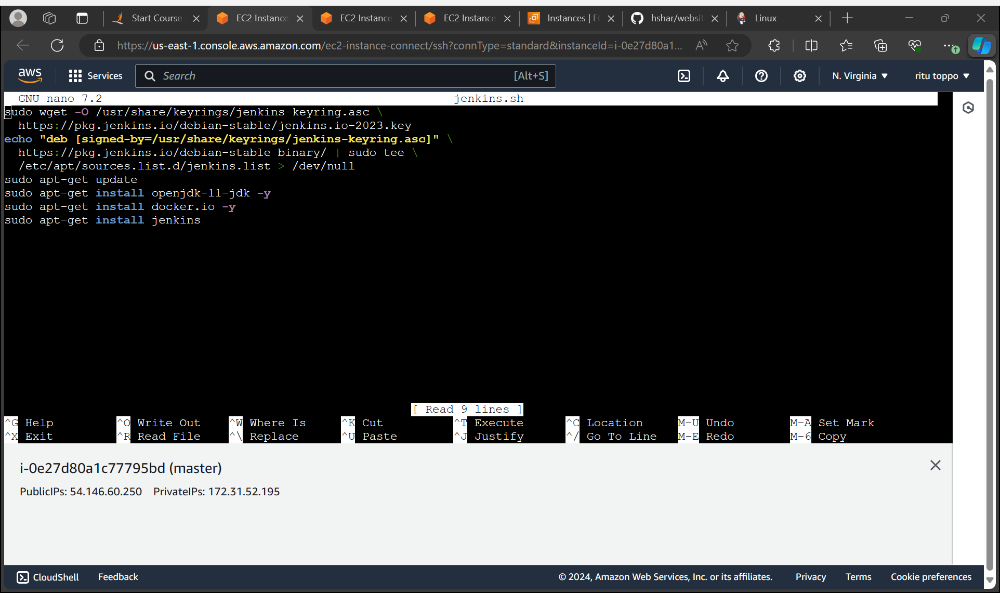 Start Course
EC2 Instance
EC2 Instance
EC2 Instance
Instances | EC
hshar/websit
Linux
https://us-east-1.console.aws.amazon.com/ec2-instance-connect/ssh?connType=standard&instanceId=i-0e27d80a1...
aws
Services
Search
[Alt+S]
N. Virginia
ritu toppo
GNU nano 7.2 jenkins.sh
sudo wget -O /usr/share/keyrings/jenkins-keyring.asc \
https://pkg.jenkins.io/debian-stable/jenkins.io-2023.key
echo "deb [signed-by=/usr/share/keyrings/jenkins-keyring.asc]" \
https://pkg.jenkins.io/debian-stable binary/ | sudo tee \
/etc/apt/sources.list.d/jenkins.list > /dev/null
sudo apt-get update
sudo apt-get install openjdk-11-jdk -y
sudo apt-get install docker.io -y
sudo apt-get install jenkins
[ Read 9 lines ]
^G Help ^O Write Out ^W Where Is ^K Cut ^T Execute ^C Location M-U Undo M-A Set Mark
^X Exit ^R Read File ^\ Replace ^U Paste ^J Justify ^/ Go To Line M-E Redo M-6 Copy
i-0e27d80a1c77795bd (master)
PublicIPs: 54.146.60.250 PrivateIPs: 172.31.52.195
CloudShell Feedback © 2024, Amazon Web Services, Inc. or its affiliates. Privacy Terms Cookie preferences